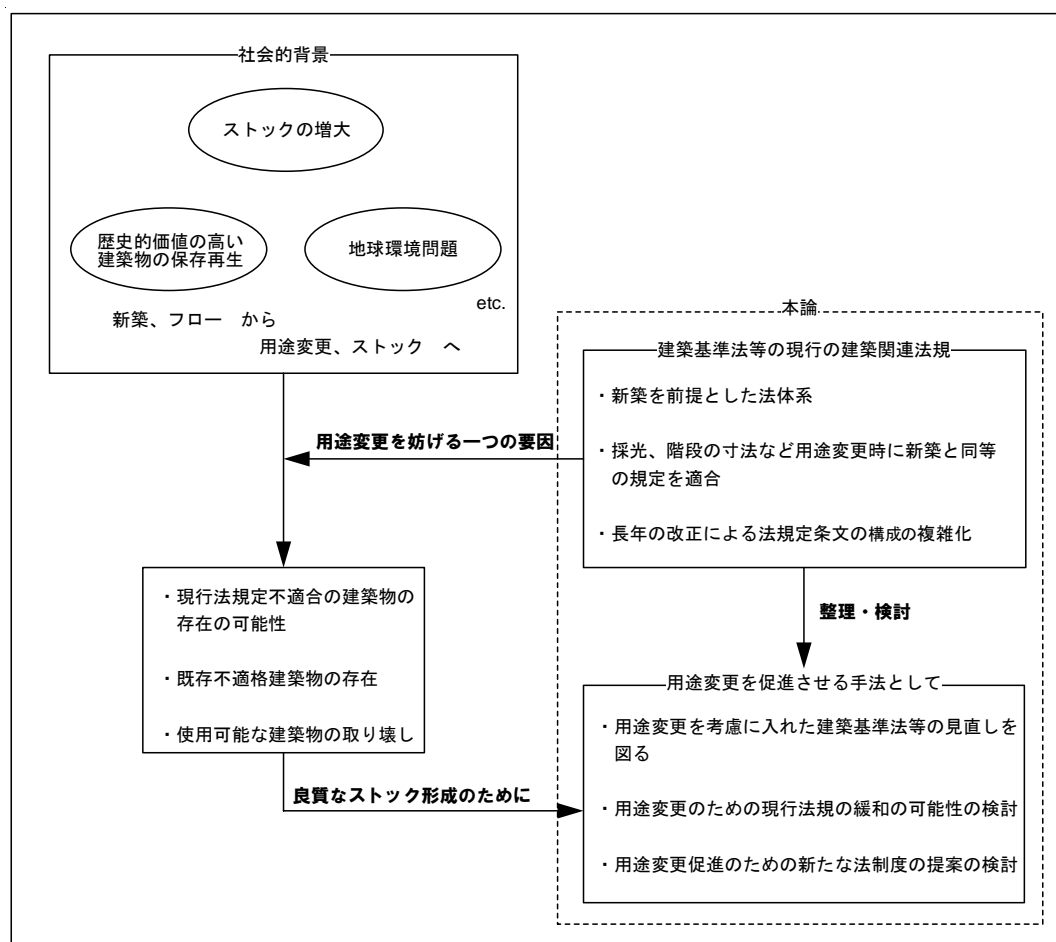 社会的背景
ストックの増大
歴史的価値の高い
建築物の保存再生
地球環境問題
etc.
新築、フロー　から
用途変更、ストック　へ
本論
建築基準法等の現行の建築関連法規
・新築を前提とした法体系
・採光、階段の寸法など用途変更時に新築と同等
の規定を適合
・長年の改正による法規定条文の構成の複雑化
用途変更を妨げる一つの要因
・現行法規定不適合の建築物の
存在の可能性
・既存不適格建築物の存在
・使用可能な建築物の取り壊し
整理・検討
良質なストック形成のために
用途変更を促進させる手法として
・用途変更を考慮に入れた建築基準法等の見直しを
図る
・用途変更のための現行法規の緩和の可能性の検討
・用途変更促進のための新たな法制度の提案の検討